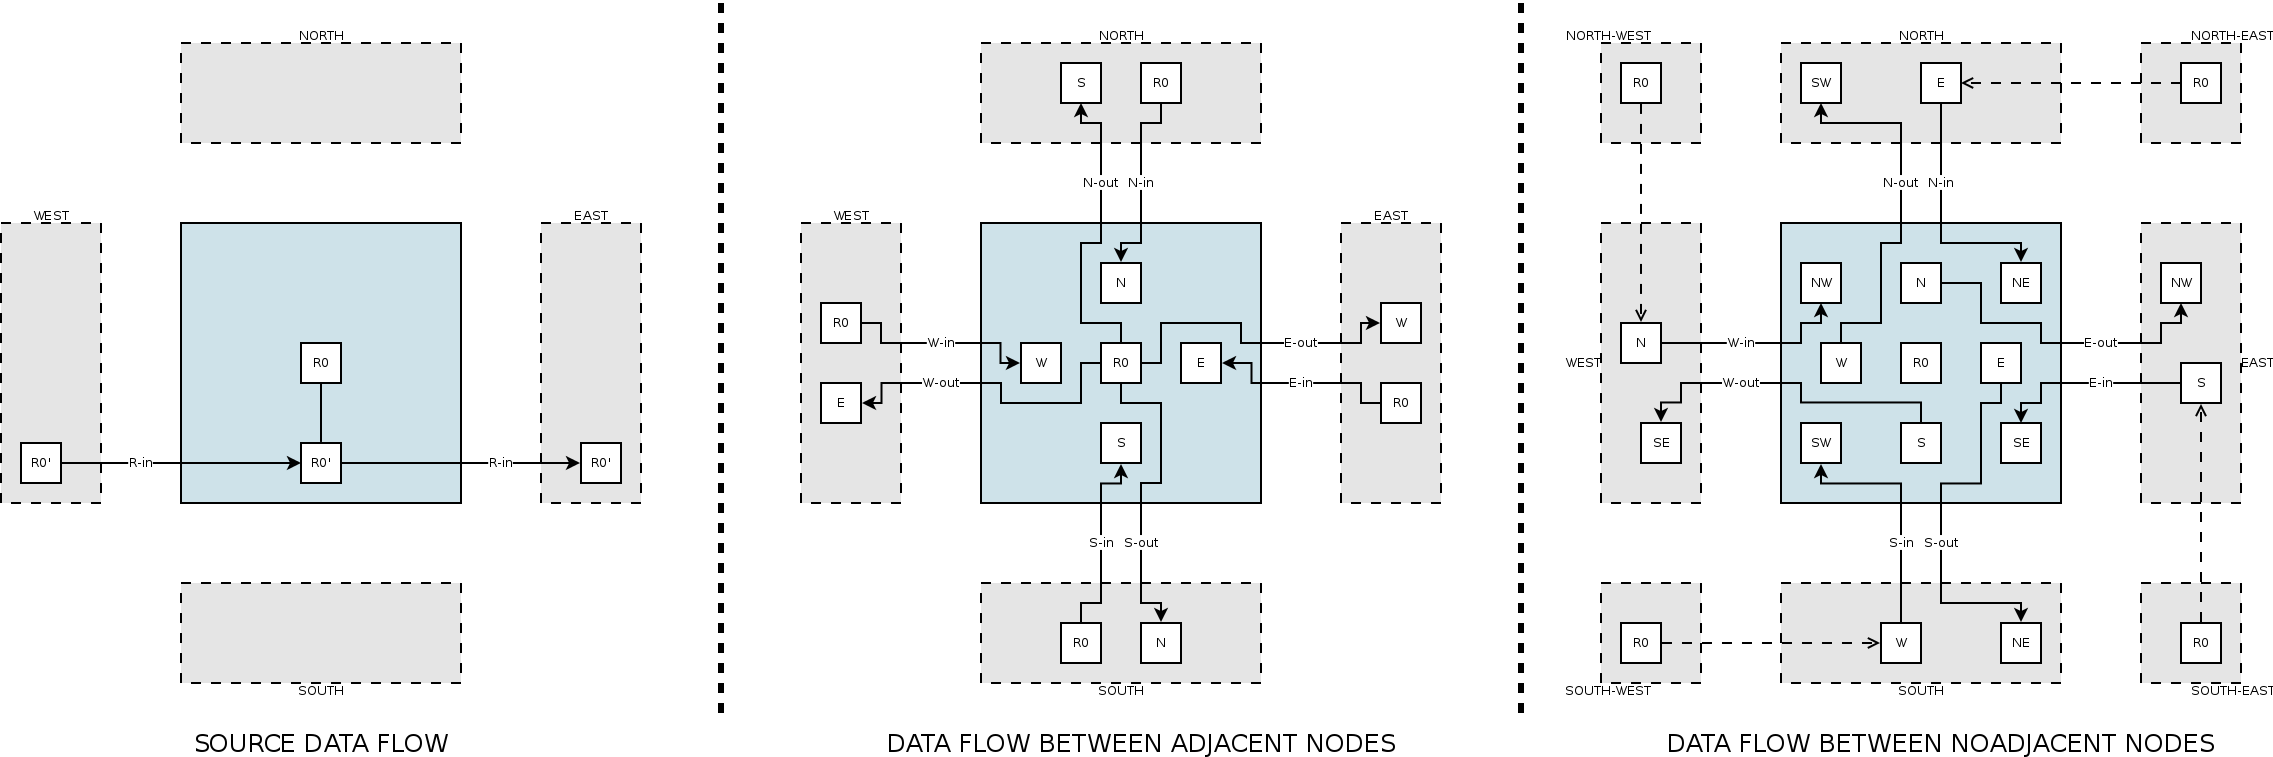 NORTH
WEST
EAST
R0
R0'
R-in
R0'
R-in
R0'
SOUTH
SOURCE DATA FLOW
NORTH
S
R0
N-out
N-in
WEST
EAST
N
R0
W
W-in
E-out
W
R0
E
E
W-out
E-in
R0
S
S-in
S-out
R0
N
SOUTH
DATA FLOW BETWEEN ADJACENT NODES
NORTH-WEST
NORTH
NORTH-EAST
R0
SW
E
R0
N-out
N-in
NW
N
NE
NW
N
W-in
E-out
WEST
W
R0
E
EAST
W-out
E-in
S
SE
SW
S
SE
S-in
S-out
R0
W
NE
R0
SOUTH-WEST
SOUTH
SOUTH-EAST
DATA FLOW BETWEEN NOADJACENT NODES